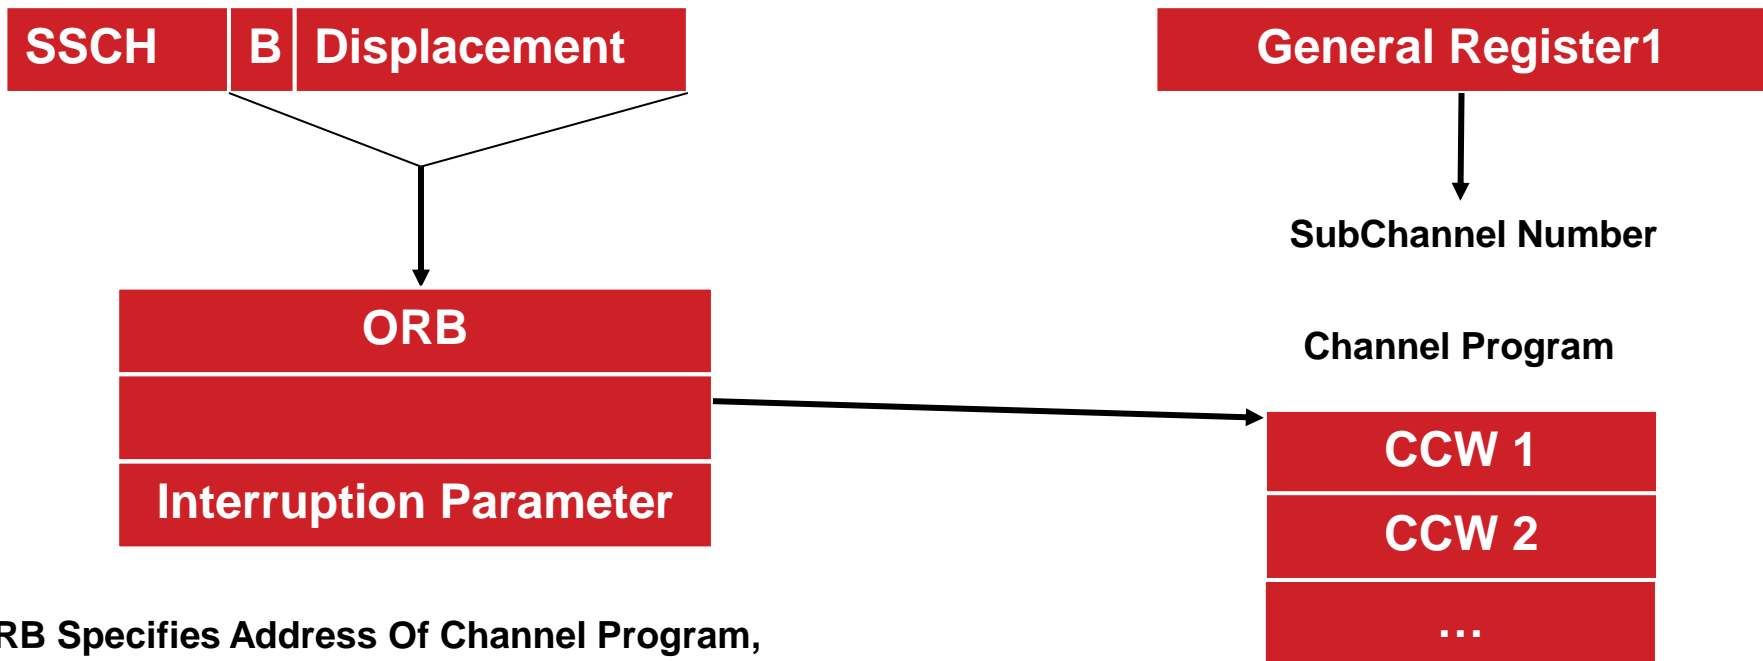 SSCH B Displacement
General Register1
SubChannel Number
ORB
Channel Program
Interruption Parameter
CCW 1
CCW 2
...
RB Specifies Address Of Channel Program,